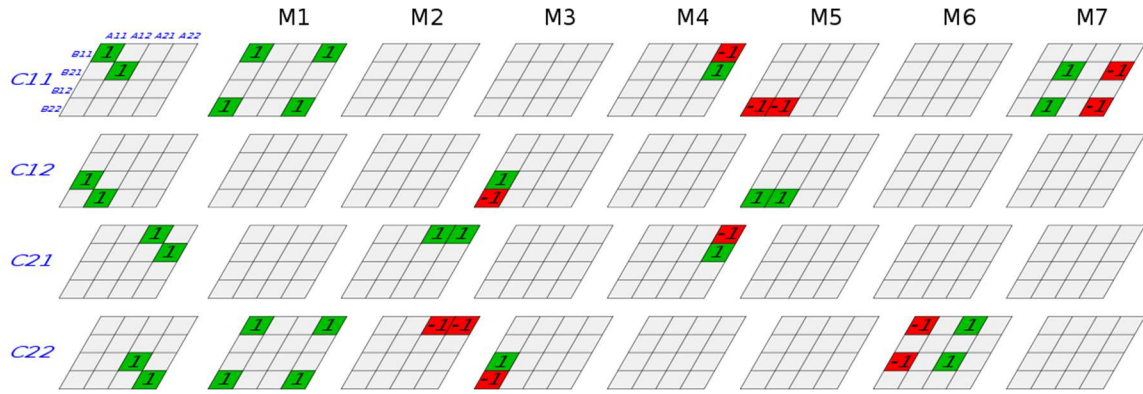 M1 M2 M3 M4 M5 M6 M7
A11 A12 A21 A22
B11 1 1 1 -1
C11
B21 1 1 1 -1
B12
B22 1 1 -1 -1 1 -1
C12
1 1
1 -1 1 1
1 1 1 -1
C21
1 1
1 1 -1 -1 -1 1
C22
1 1 -1 1
1 1 1 -1